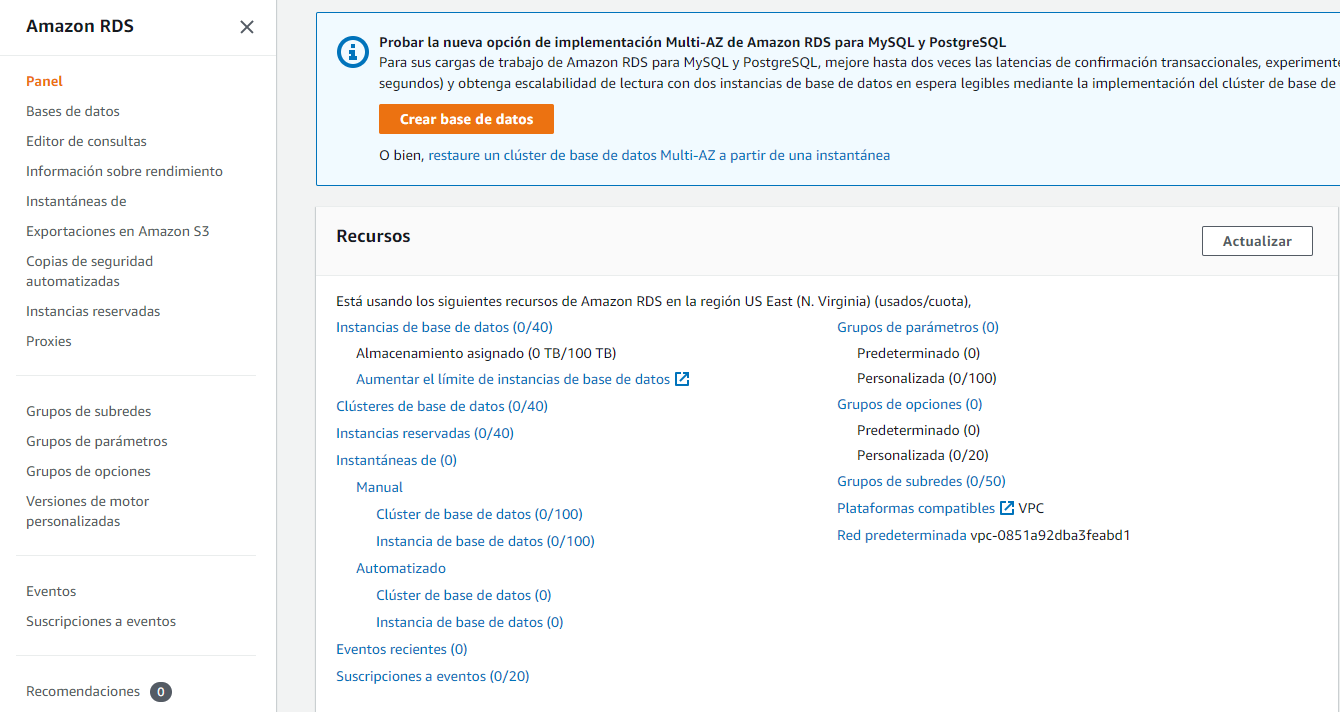 Amazon RDS
Panel
Bases de datos
Editor de consultas
Información sobre rendimiento
Instantáneas de
Exportaciones en Amazon S3
Copias de seguridad
automatizadas
Instancias reservadas
Proxies
Grupos de subredes
Grupos de parámetros
Grupos de opciones
Versiones de motor
personalizadas
Eventos
Suscripciones a eventos
Recomendaciones 0
Probar la nueva opción de implementación Multi-AZ de Amazon RDS para MySQL y PostgreSQL
Para sus cargas de trabajo de Amazon RDS para MySQL y PostgreSQL, mejore hasta dos veces las latencias de confirmación transaccionales, experimente
segundos) y obtenga escalabilidad de lectura con dos instancias de base de datos en espera legibles mediante la implementación del clúster de base de
Crear base de datos
O bien, restaure un clúster de base de datos Multi-AZ a partir de una instantánea
Recursos
Actualizar
Está usando los siguientes recursos de Amazon RDS en la región US East (N. Virginia) (usados/cuota),
Instancias de base de datos (0/40)
Almacenamiento asignado (0 TB/100 TB)
Aumentar el límite de instancias de base de datos
Clústeres de base de datos (0/40)
Instancias reservadas (0/40)
Instantáneas de (0)
Manual
Clúster de base de datos (0/100)
Instancia de base de datos (0/100)
Automatizado
Clúster de base de datos (0)
Instancia de base de datos (0)
Eventos recientes (0)
Suscripciones a eventos (0/20)
Grupos de parámetros (0)
Predeterminado (0)
Personalizada (0/100)
Grupos de opciones (0)
Predeterminado (0)
Personalizada (0/20)
Grupos de subredes (0/50)
Plataformas compatibles VPC
Red predeterminada vpc-0851a92dba3feabd1